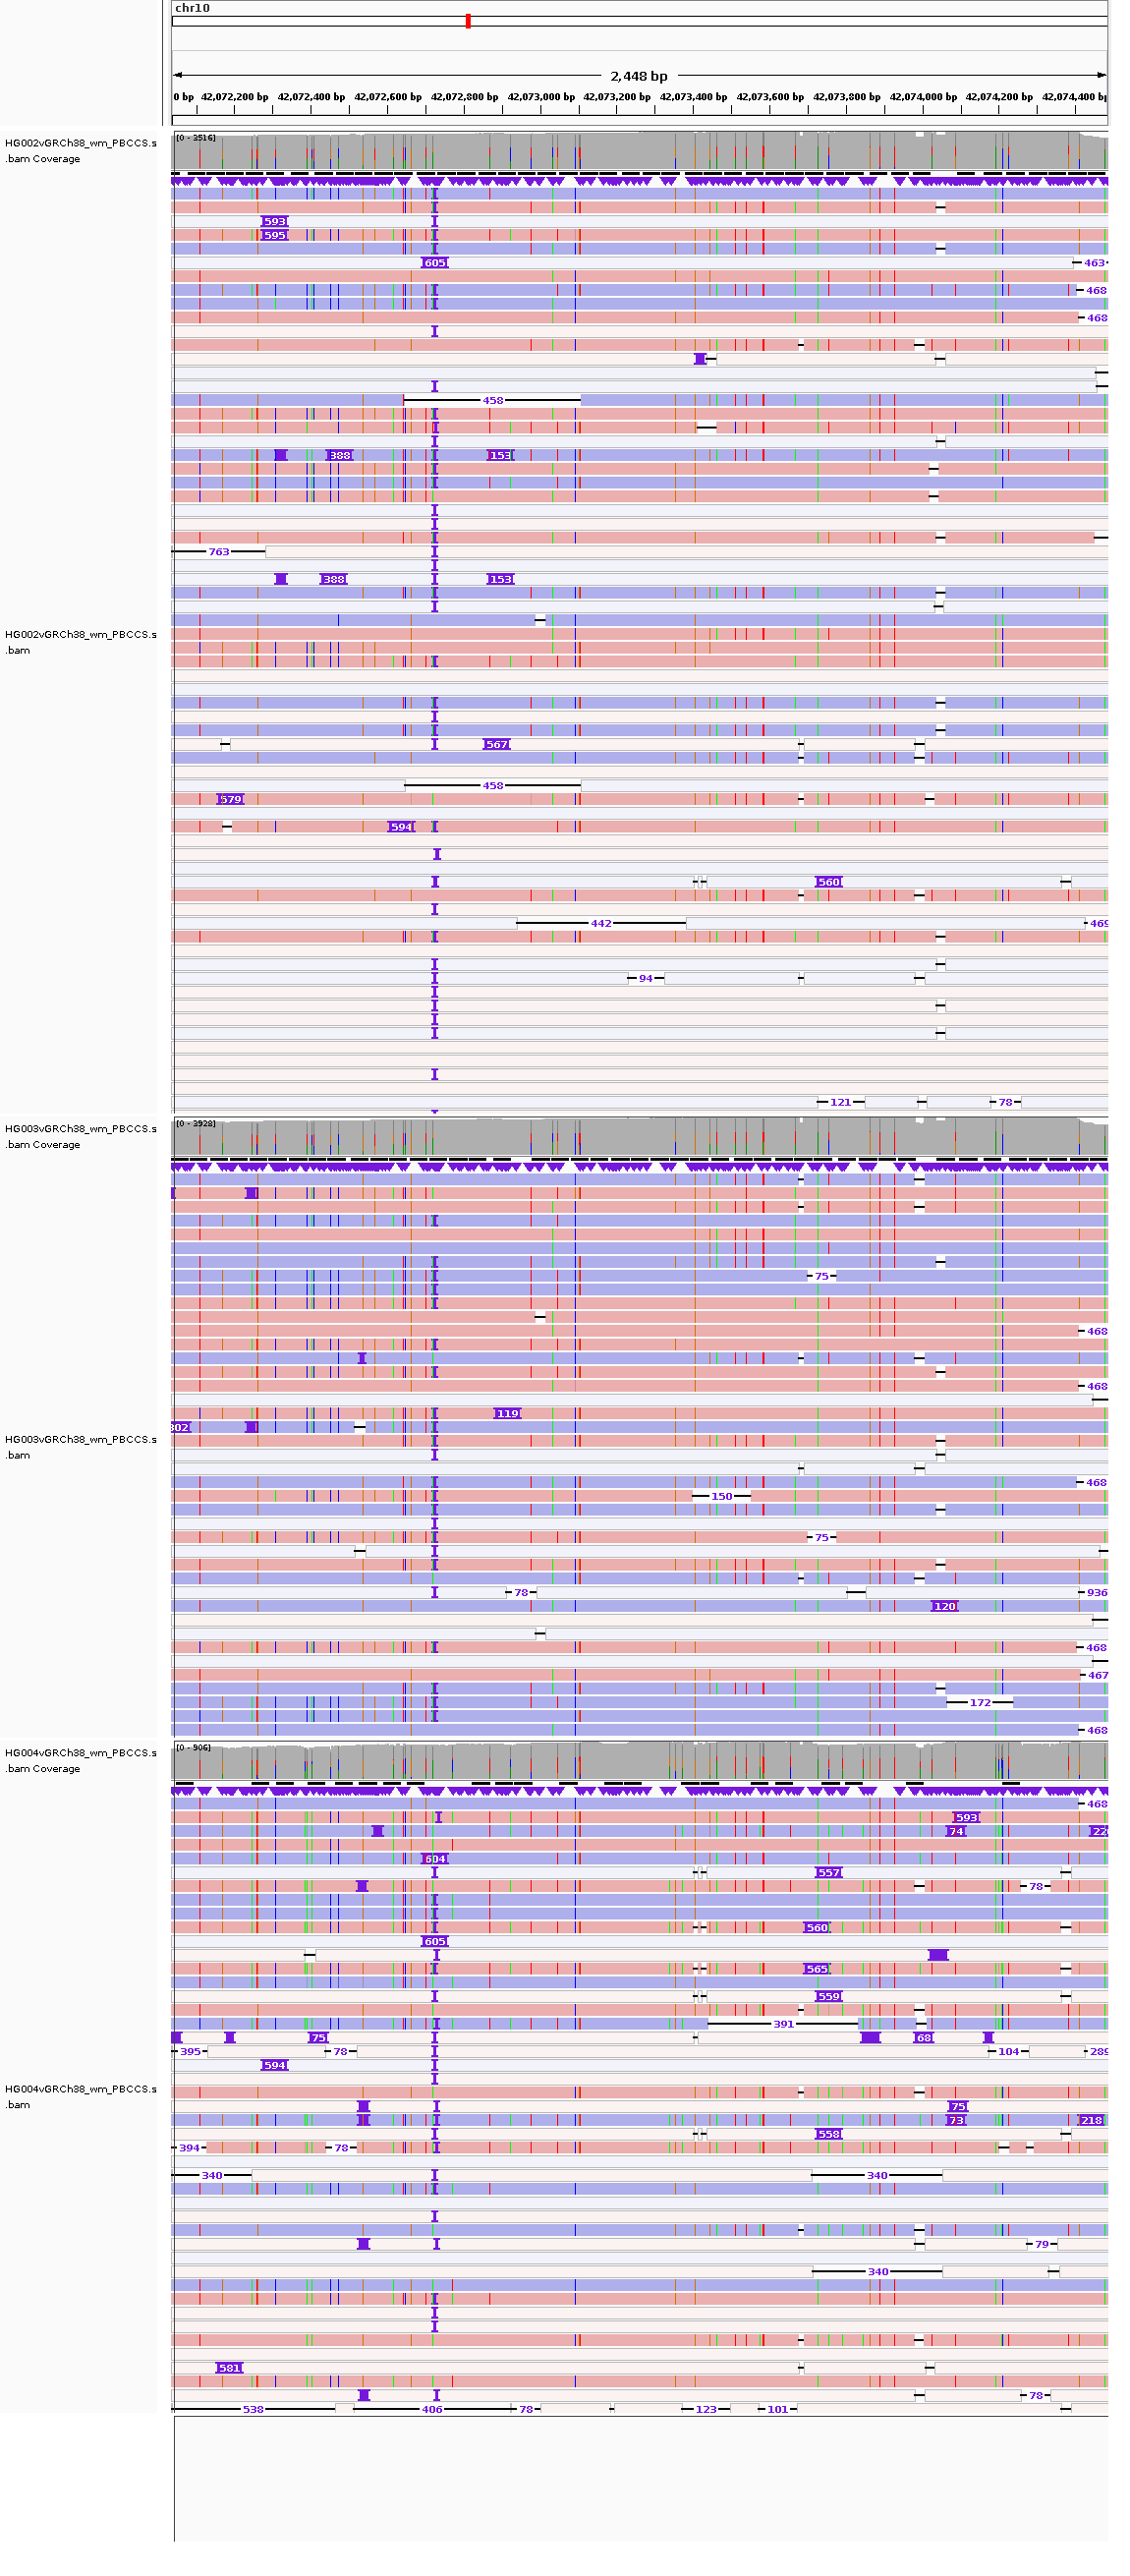 chr10
2,448 bp
0 bp 42,072,200 bp 42,072,400 bp 42,072,600 bp 42,072,800 bp 42,073,000 bp 42,073,200 bp 42,073,400 bp 42,073,600 bp 42,073,800 bp 42,074,000 bp 42,074,200 bp 42,074,400 bp
HG002vGRCh38_wm_PBCCS.s
.bam Coverage
[0 - 3516]
593
595
605 463
468
468
458
388 153
763
388 153
HG002vGRCh38_wm_PBCCS.s
.bam
567
458
579
594
560
442 469
94
121 78
HG003vGRCh38_wm_PBCCS.s
.bam Coverage
[0 - 3928]
75
468
468
119
302
HG003vGRCh38_wm_PBCCS.s
.bam
468
150
75
78 936
120
468
467
172
468
HG004vGRCh38_wm_PBCCS.s
.bam Coverage
[0 - 906]
468
593
74 22
604
557
78
560
605
565
559
391
75 68
395 78 104 289
594
HG004vGRCh38_wm_PBCCS.s
.bam
75
73 218
558
394 78
340 340
79
340
581
78
538 406 78 123 101